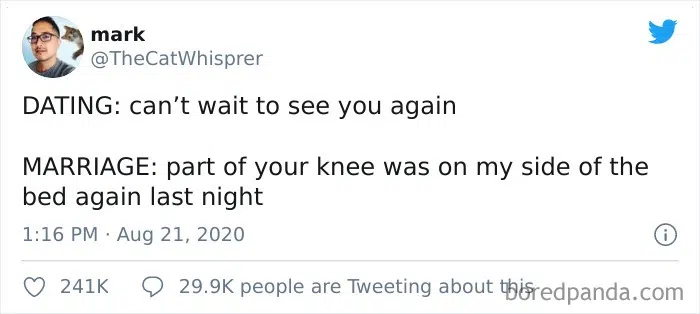 mark
@TheCatWhisprer
DATING: can’t wait to see you again
MARRIAGE: part of your knee was on my side of the
bed again last night
1:16 PM · Aug 21, 2020
241K 29.9K people are Tweeting about this
boredpanda.com